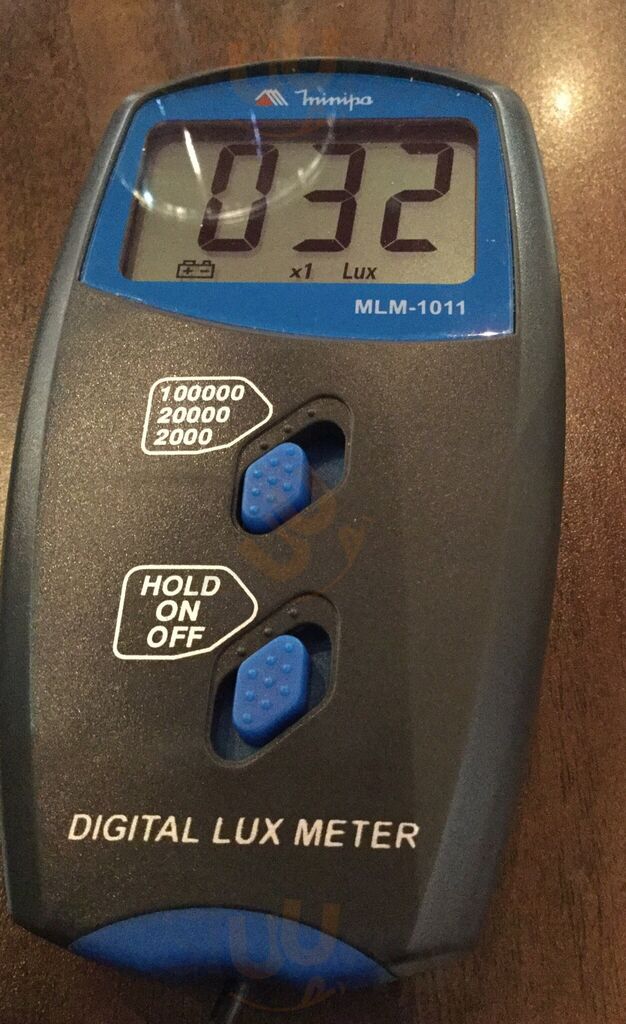 minipa
032
x1 Lux
MLM-1011
100000
20000
2000
HOLD
ON
OFF
DIGITAL LUX METER